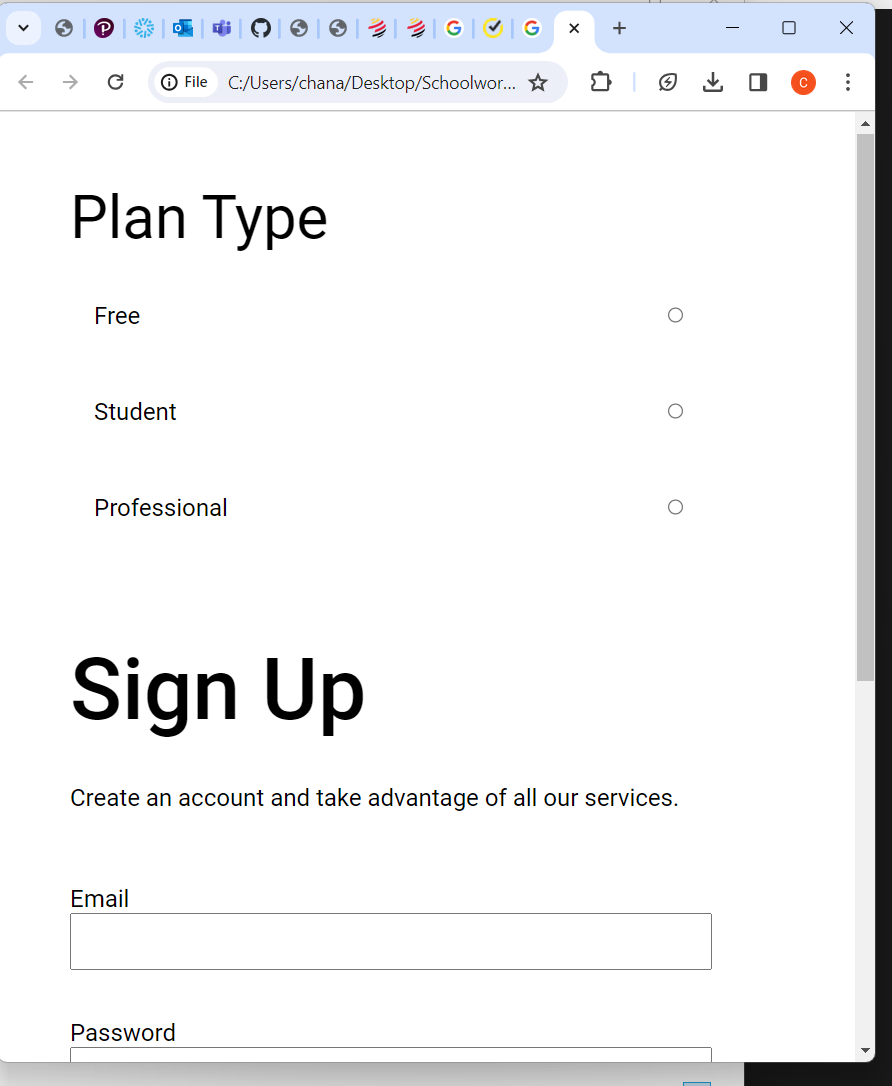 File C:/Users/chana/Desktop/Schoolwor...
C
Plan Type
Free
Student
Professional
Sign Up
Create an account and take advantage of all our services.
Email
Password